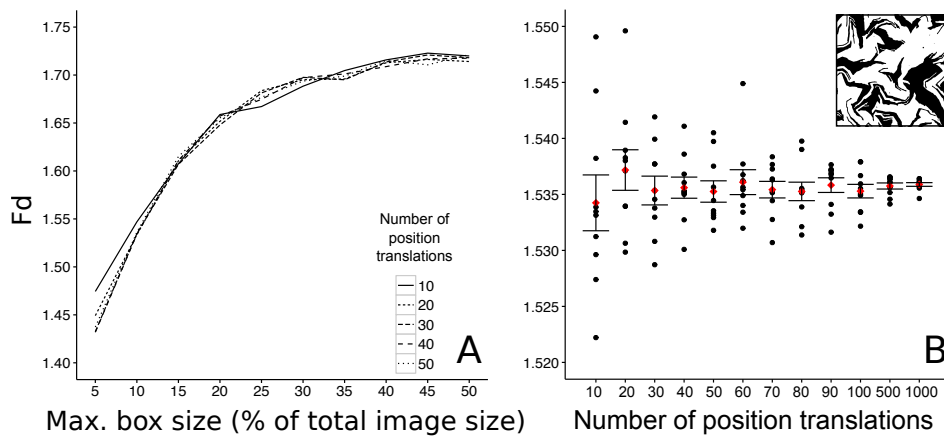 1.75
1.70
1.65
1.60
1.55
1.50
1.45
1.40
Fd
Number of
position
translations
10
20
30
40
50
A
5 10 15 20 25 30 35 40 45 50
Max. box size (% of total image size)
1.550
1.545
1.540
1.535
1.530
1.525
1.520
B
10 20 30 40 50 60 70 80 90 100 500 1000
Number of position translations